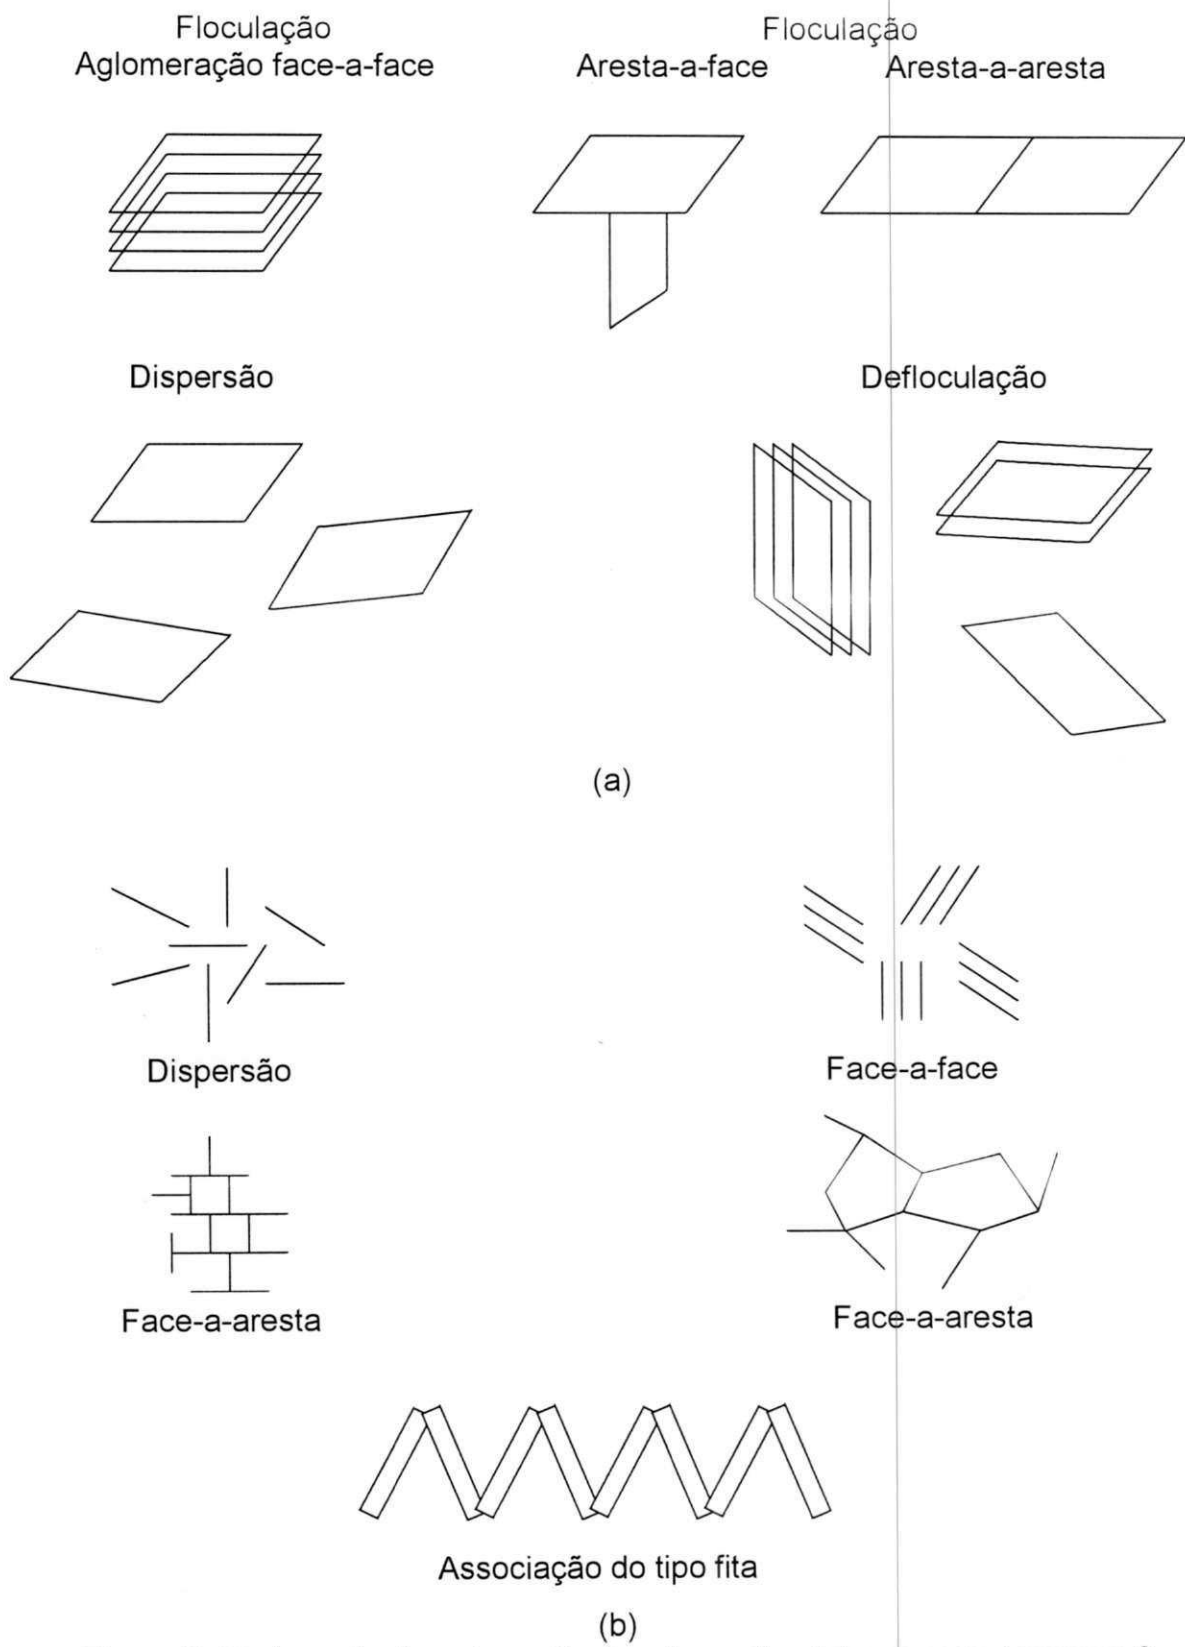 Floculação
Aglomeração face-a-face
Floculação
Aresta-a-face
Aresta-a-aresta
Dispersão
Defloculação
(a)
Dispersão
Face-a-face
Face-a-aresta
Face-a-aresta
Associação do tipo fita
(b)